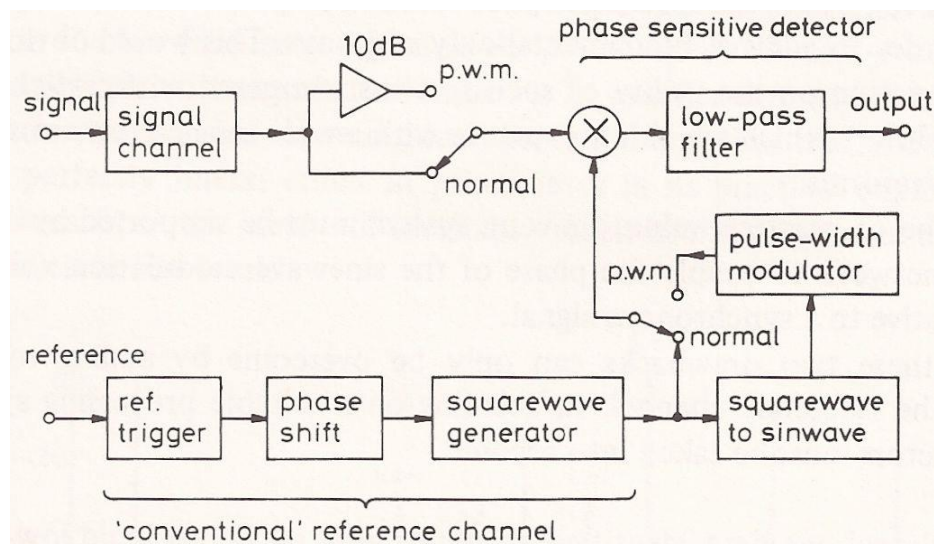 phase sensitive detector
10dB
p.w.m.
signal
signal
channel
×
low-pass
filter
output
normal
pulse-width
modulator
p.w.m
normal
reference
ref.
trigger
phase
shift
squarewave
generator
squarewave
to sinwave
'conventional' reference channel